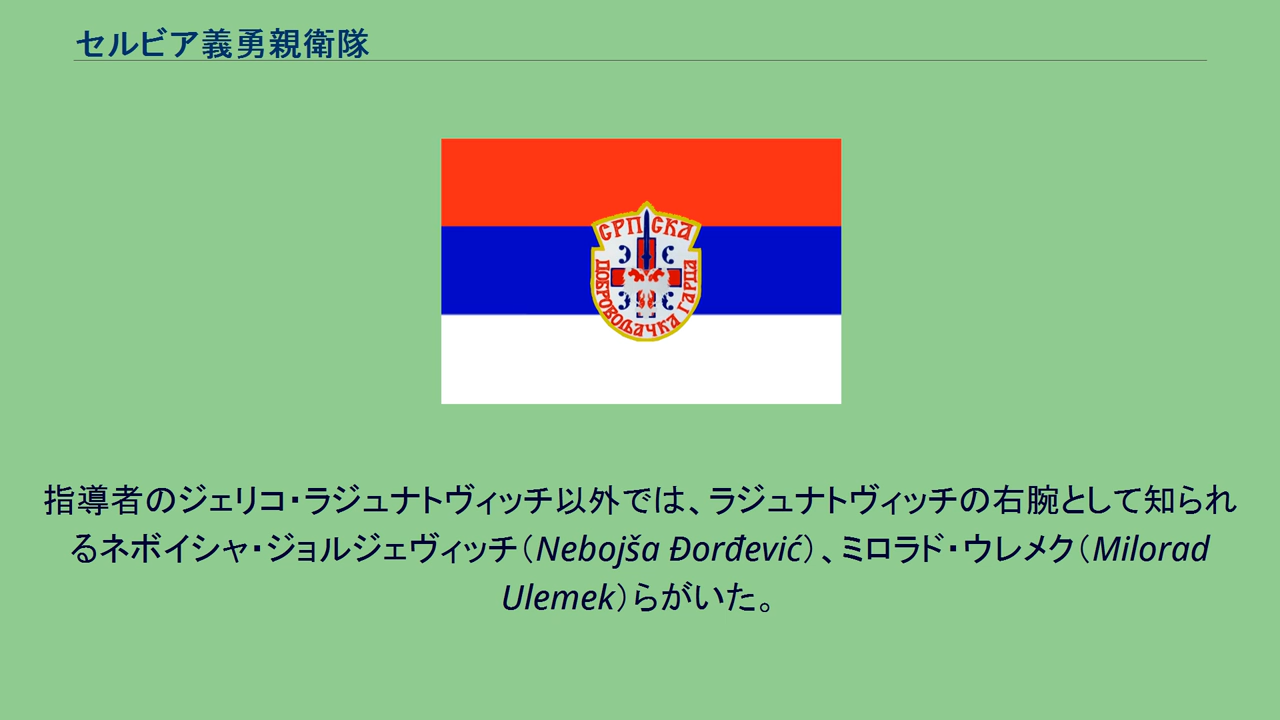 セルビア義勇親衛隊
СРПСКА
ДОБРОВОЉАЧКА ГАРДА
指導者のジェリコ・ラジュナトヴィッチ以外では、ラジュナトヴィッチの右腕として知られ
るネボイシャ・ジョルジェヴィッチ（Nebojša Đorđević）、ミロラド・ウレメク（Milorad
Ulemek）らがいた。